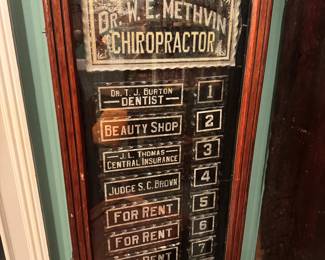 DR. W. E. METHVIN
CHIROPRACTOR
DR. T. J. BURTON
DENTIST
1
BEAUTY SHOP
2
J. L. THOMAS
CENTRAL INSURANCE
3
JUDGE S. C. BROWN
4
FOR RENT
5
FOR RENT
6
RENT
7